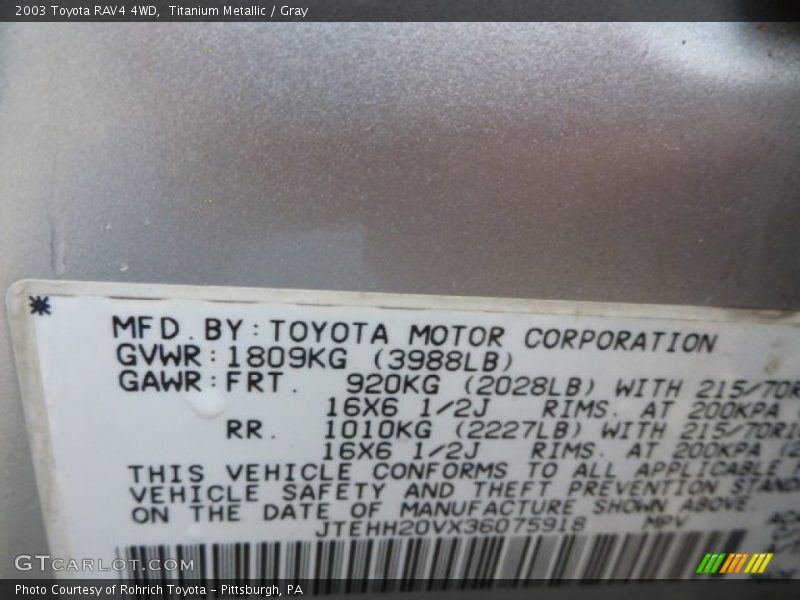 2003 Toyota RAV4 4WD,  Titanium Metallic / Gray
*
MFD.BY:TOYOTA MOTOR CORPORATION
GVWR:1809KG (3988LB)
GAWR:FRT. 920KG (2028LB) WITH 215/70R
16X6 1/2J RIMS. AT 200KPA
RR. 1010KG (2227LB) WITH 215/70R1
16X6 1/2J RIMS. AT 200KPA (2
THIS VEHICLE CONFORMS TO ALL APPLICABLE
VEHICLE SAFETY AND THEFT PREVENTION STAND
ON THE DATE OF MANUFACTURE SHOWN ABOVE.
JTEHH20VX36075918 MPV
GTCARLOT.COM
Photo Courtesy of Rohrich Toyota - Pittsburgh, PA